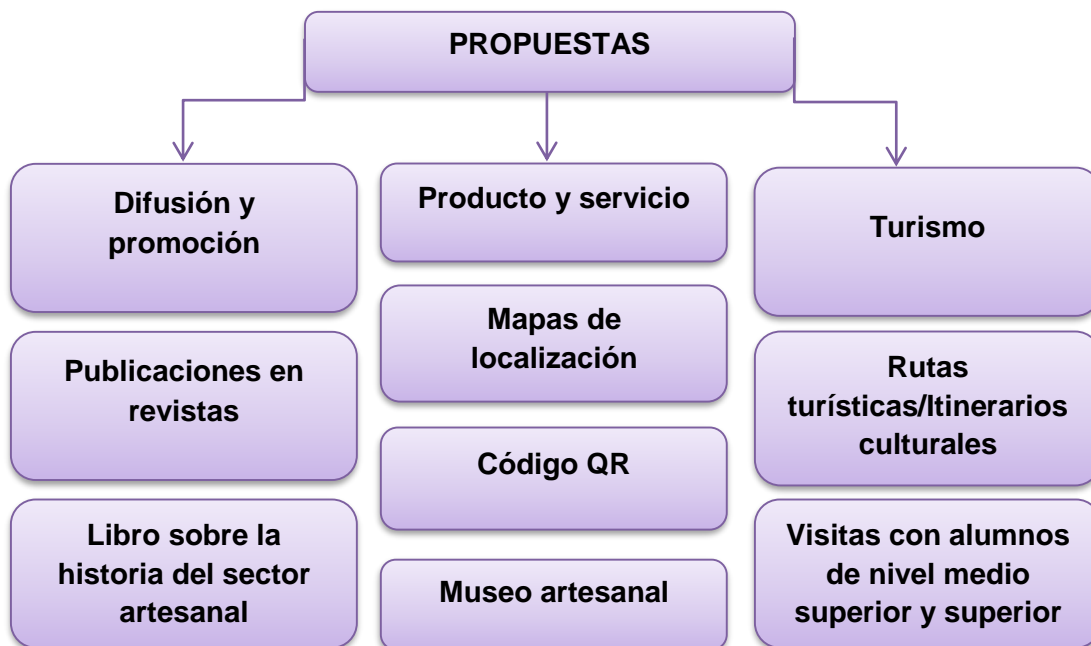 PROPUESTAS
Difusión y
promoción
Publicaciones en
revistas
Libro sobre la
historia del sector
artesanal
Producto y servicio
Mapas de
localización
Código QR
Museo artesanal
Turismo
Rutas
turísticas/Itinerarios
culturales
Visitas con alumnos
de nivel medio
superior y superior